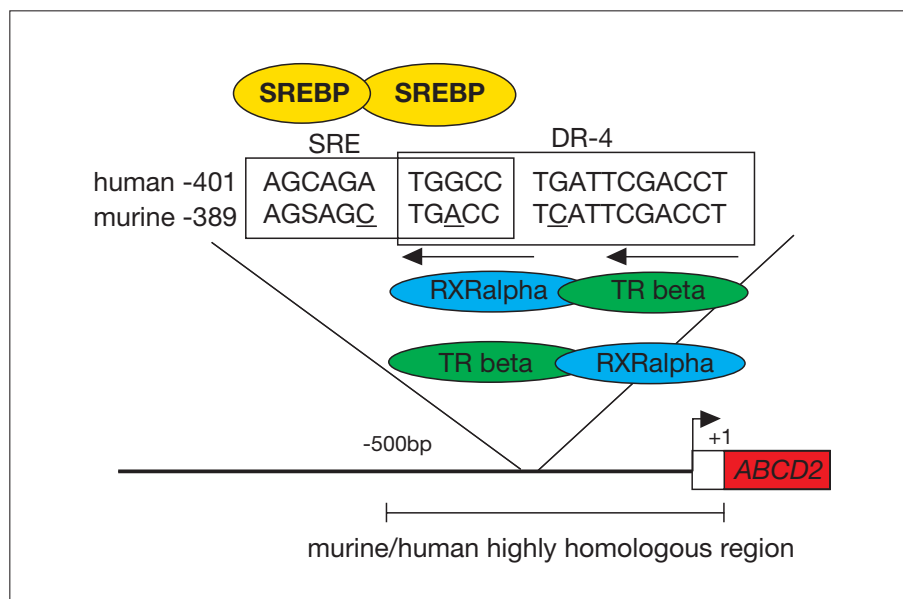 SREBP SREBP
SRE DR-4
human -401 AGCAGA TGGCC TGATTCGACCT
murine -389 AGSAGC TGACC TCATTCGACCT
RXRalpha TR beta
TR beta RXRalpha
-500bp +1
ABCD2
murine/human highly homologous region